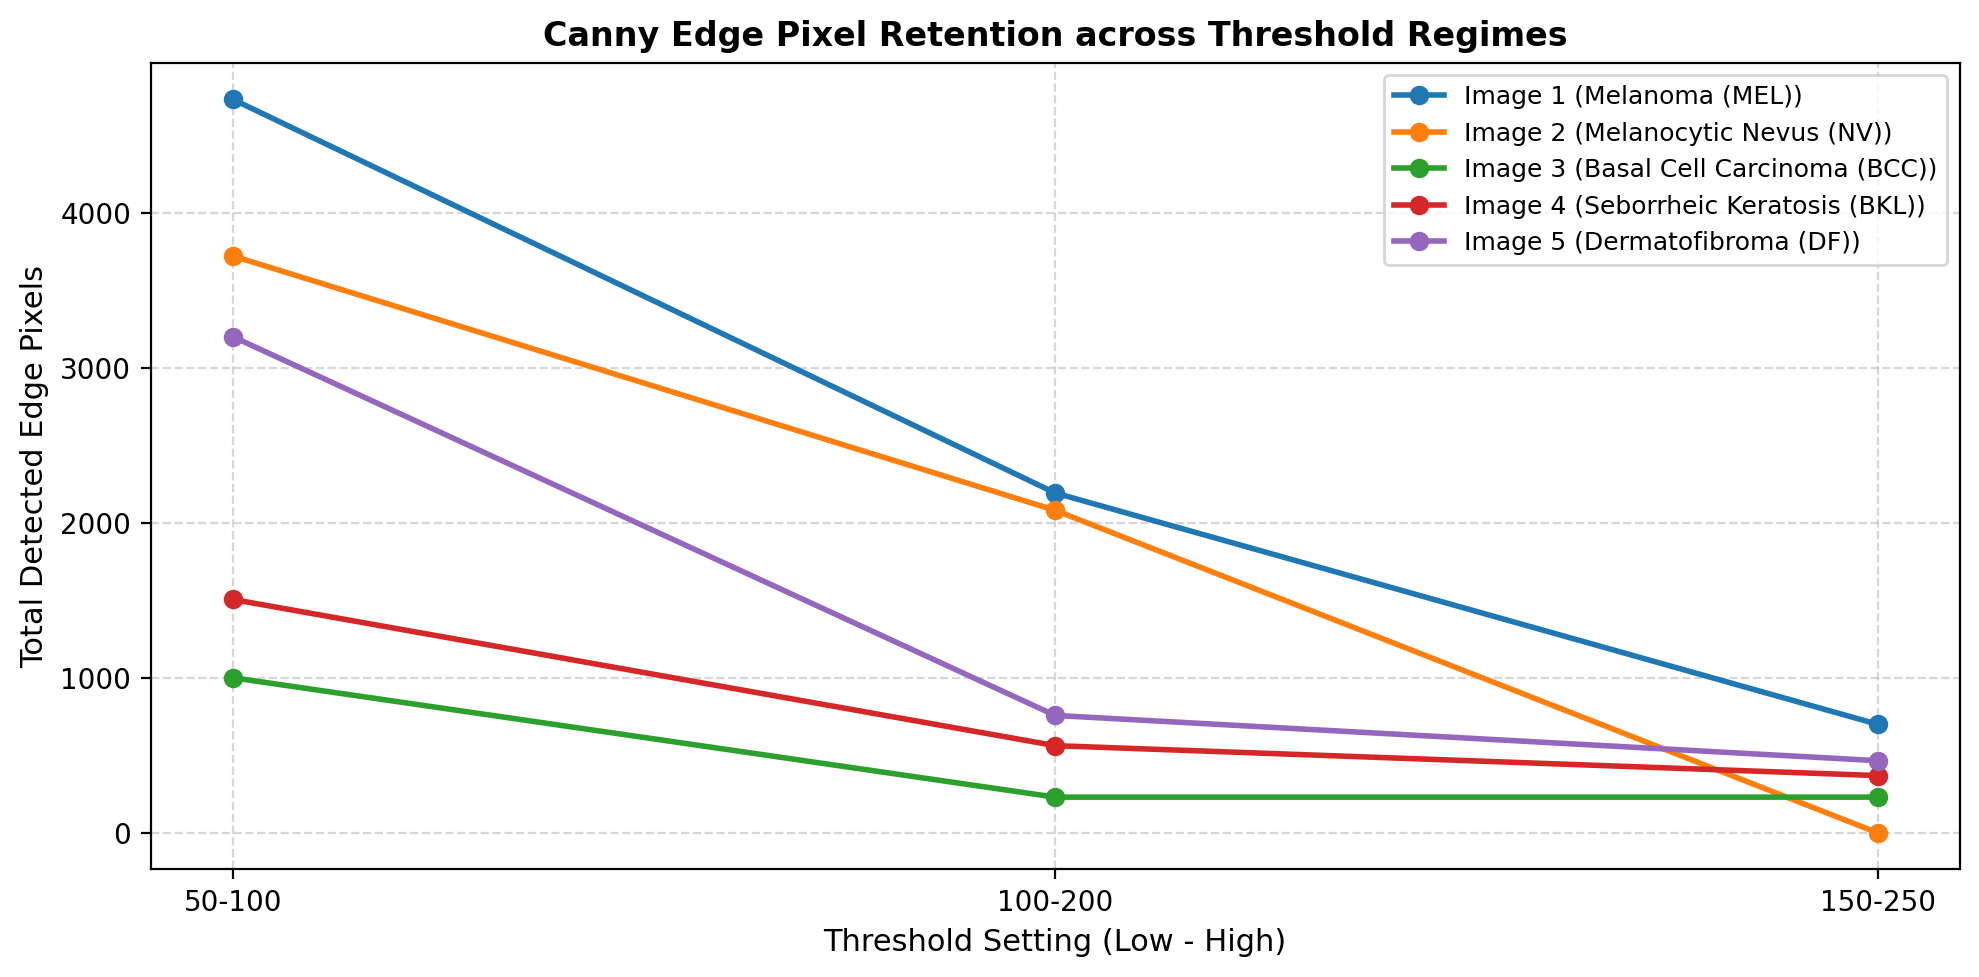 Canny Edge Pixel Retention across Threshold Regimes
Image 1 (Melanoma (MEL))
Image 2 (Melanocytic Nevus (NV))
Image 3 (Basal Cell Carcinoma (BCC))
Image 4 (Seborrheic Keratosis (BKL))
Image 5 (Dermatofibroma (DF))
Total Detected Edge Pixels
4000
3000
2000
1000
0
50-100
100-200
150-250
Threshold Setting (Low - High)